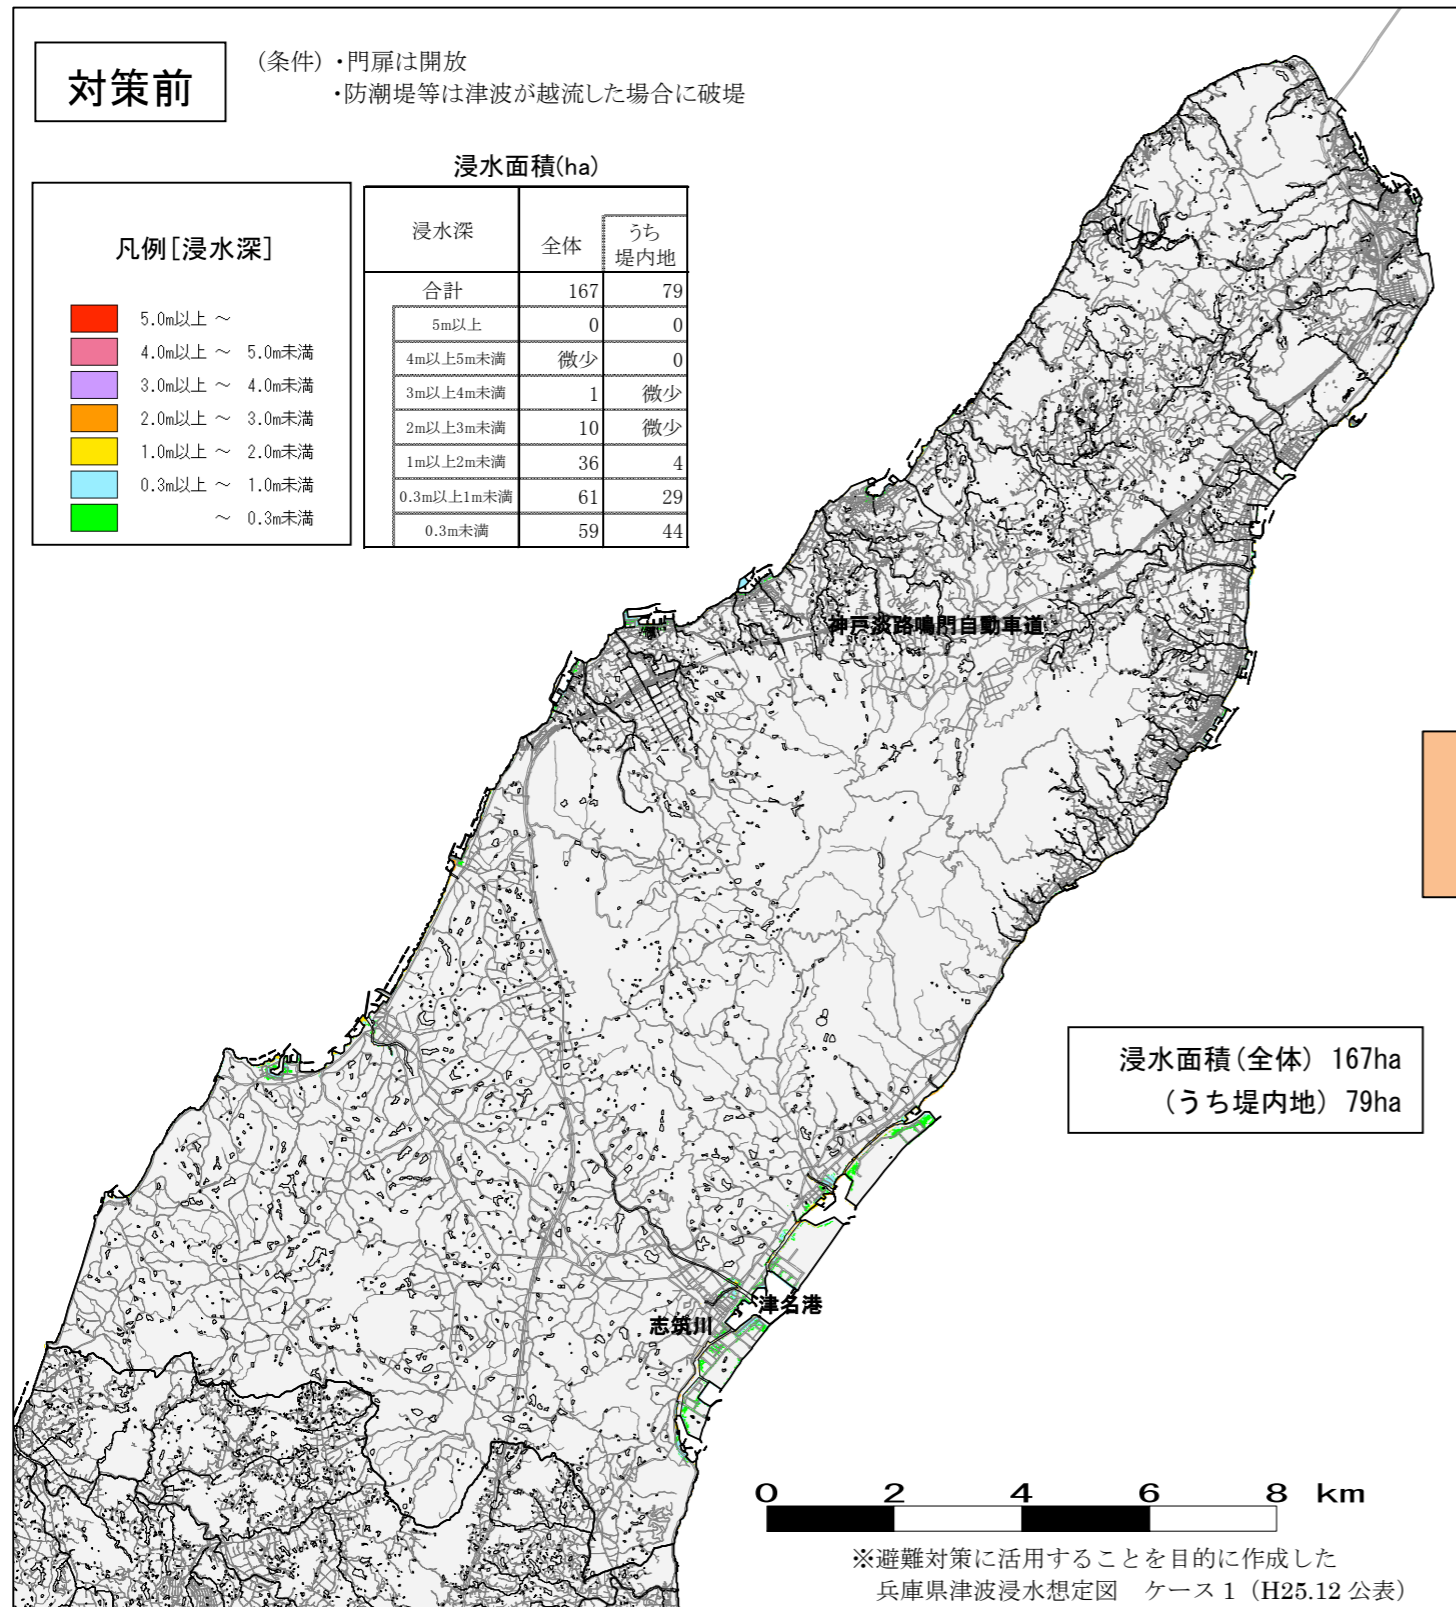 対策前
(条件)・門扉は開放
・防潮堤等は津波が越流した場合に破堤
浸水面積(ha)
浸水深 全体 うち堤内地
合計 167 79
5m以上 0 0
4m以上5m未満 微少 0
3m以上4m未満 1 微少
2m以上3m未満 10 微少
1m以上2m未満 36 4
0.3m以上1m未満 61 29
0.3m未満 59 44
凡例[浸水深]
5.0m以上 ～
4.0m以上 ～ 5.0m未満
3.0m以上 ～ 4.0m未満
2.0m以上 ～ 3.0m未満
1.0m以上 ～ 2.0m未満
0.3m以上 ～ 1.0m未満
～ 0.3m未満
神戸淡路鳴門自動車道
浸水面積(全体) 167ha
(うち堤内地) 79ha
津名港
志筑川
0 2 4 6 8 km
※避難対策に活用することを目的に作成した
兵庫県津波浸水想定図 ケース1(H25.12公表)